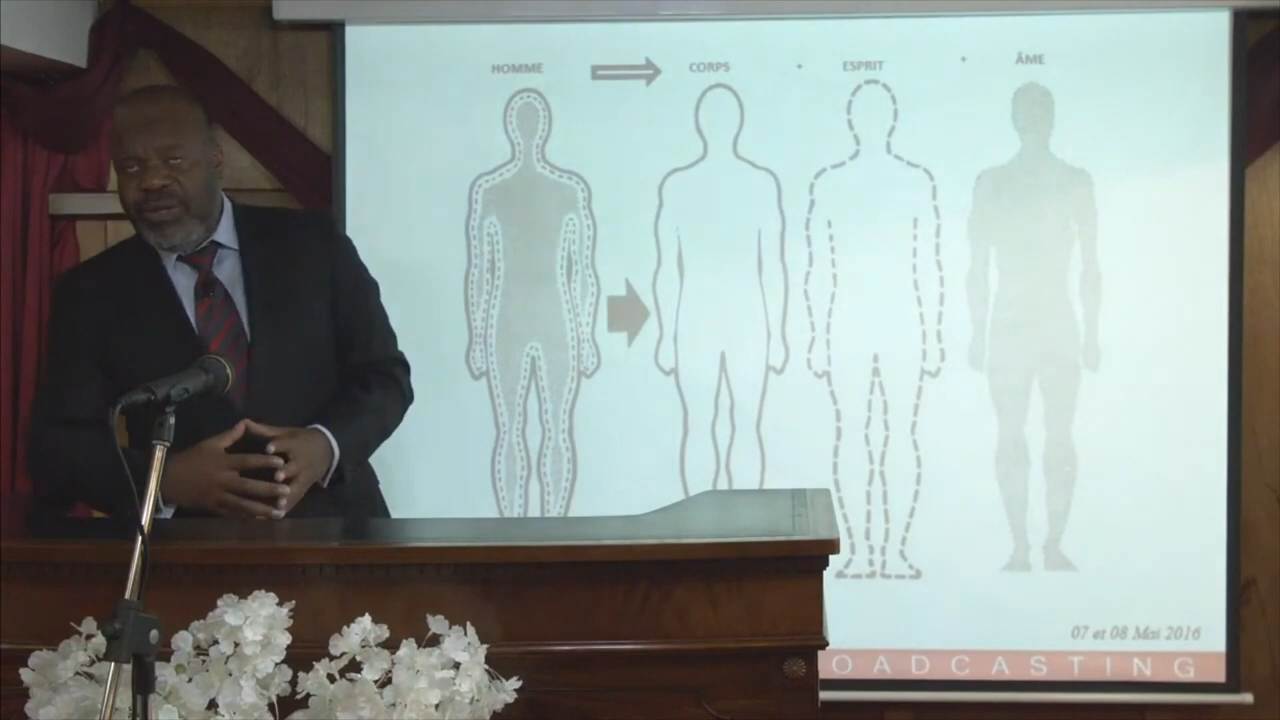 HOMME CORPS • ESPRIT • ÂME
07 et 08 Mai 2016
OADCASTING